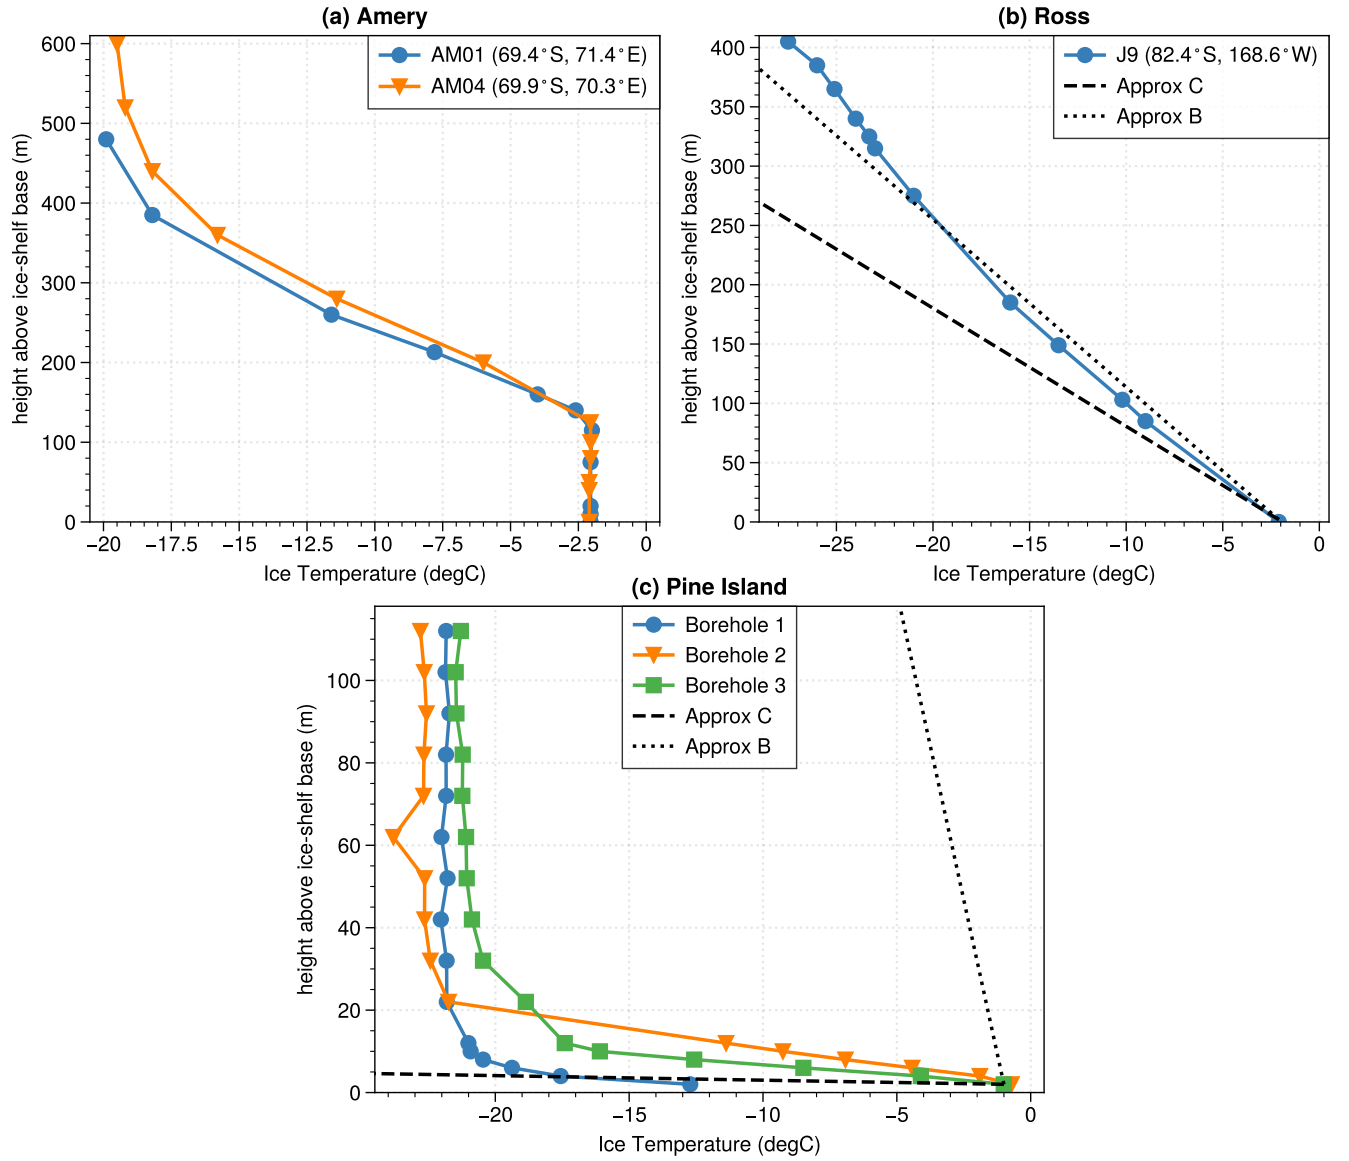 (a) Amery
600
500
400
300
200
100
0
height above ice-shelf base (m)
AM01 (69.4°S, 71.4°E)
AM04 (69.9°S, 70.3°E)
−20 −17.5 −15 −12.5 −10 −7.5 −5 −2.5 0
Ice Temperature (degC)
(b) Ross
400
350
300
250
200
150
100
50
0
height above ice-shelf base (m)
J9 (82.4°S, 168.6°W)
Approx C
Approx B
−25 −20 −15 −10 −5 0
Ice Temperature (degC)
(c) Pine Island
100
80
60
40
20
0
height above ice-shelf base (m)
Borehole 1
Borehole 2
Borehole 3
Approx C
Approx B
−20 −15 −10 −5 0
Ice Temperature (degC)